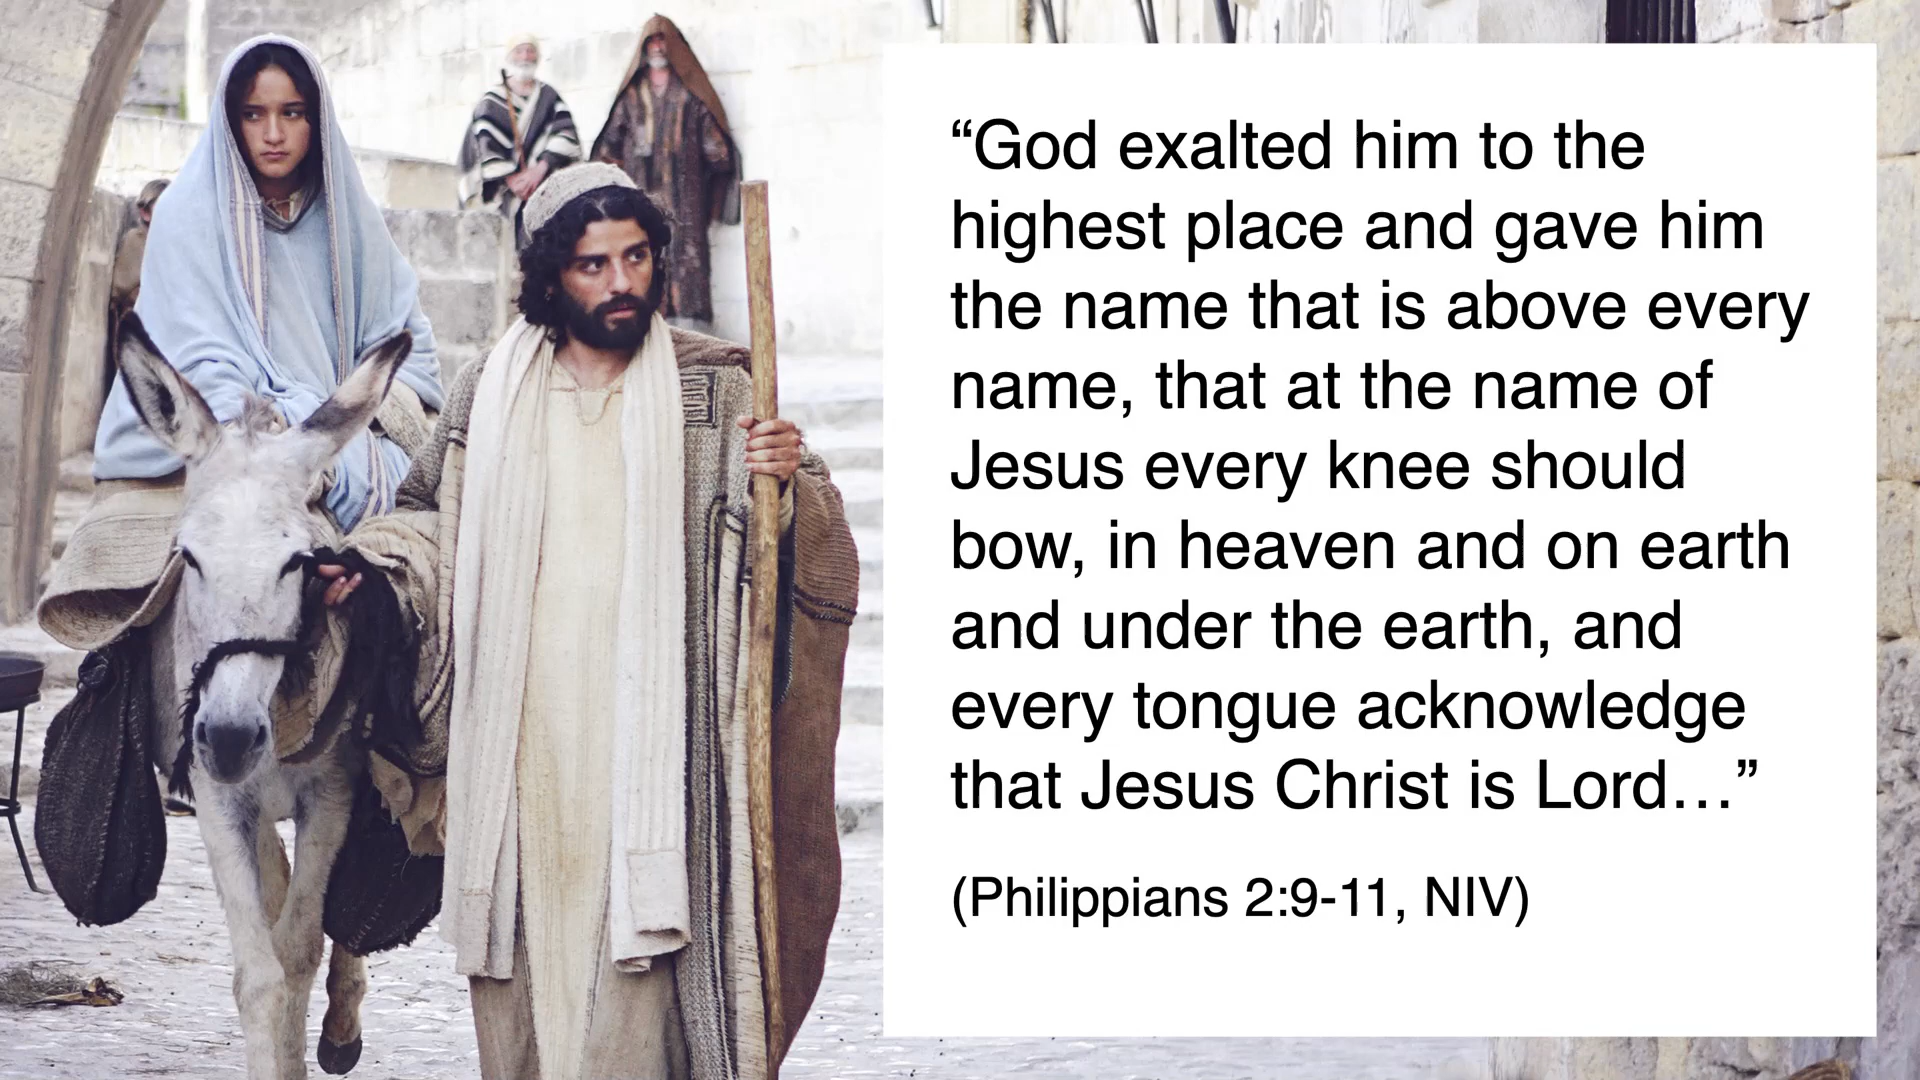 “God exalted him to the
highest place and gave him
the name that is above every
name, that at the name of
Jesus every knee should
bow, in heaven and on earth
and under the earth, and
every tongue acknowledge
that Jesus Christ is Lord…”
(Philippians 2:9-11, NIV)